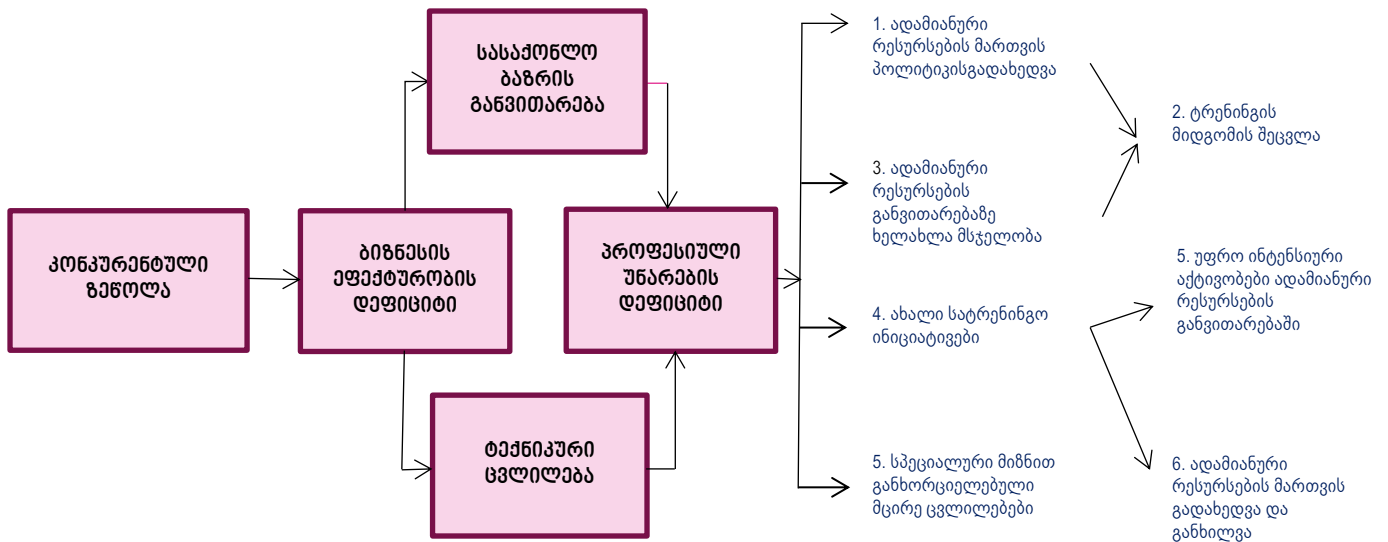 კონკურენტული
ზეწოლა
ბიზნესის
ეფექტურობის
დეფიციტი
სასაქონლო
ბაზრის
განვითარება
ტექნიკური
ცვლილება
პროფესიული
უნარების
დეფიციტი
1. ადამიანური
რესურსების მართვის
პოლიტიკისგადახედვა
3. ადამიანური
რესურსების
განვითარებაზე
ხელახლა მსჯელობა
4. ახალი სატრენინგო
ინიციატივები
5. სპეციალური მიზნით
განხორციელებული
მცირე ცვლილებები
2. ტრენინგის
მიდგომის შეცვლა
5. უფრო ინტენსიური
აქტივობები ადამიანური
რესურსების
განვითარებაში
6. ადამიანური
რესურსების მართვის
გადახედვა და
განხილვა